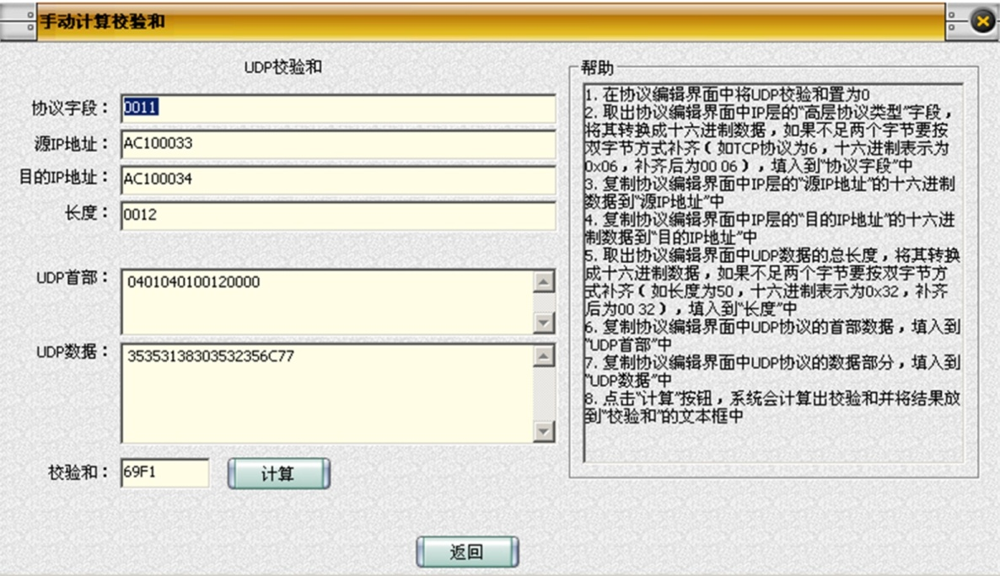 手动计算校验和
UDP校验和
协议字段： 0011
源IP地址： AC100033
目的IP地址： AC100034
长度： 0012
UDP首部： 0401040100120000
UDP数据： 35353138303532356C77
校验和： 69F1 计算
返回
帮助
1. 在协议编辑界面中将UDP校验和置为0
2. 取出协议编辑界面中IP层的“高层协议类型”字段，
将其转换成十六进制数据，如果不足两个字节要按
双字节方式补齐（如TCP协议为6，十六进制表示为
0x06，补齐后为00 06），填入到“协议字段”中
3. 复制协议编辑界面中IP层的“源IP地址”的十六进制
数据到“源IP地址”中
4. 复制协议编辑界面中IP层的“目的IP地址”的十六进
制数据到“目的IP地址”中
5. 取出协议编辑界面中UDP数据的总长度，将其转换
成十六进制数据，如果不足两个字节要按双字节方
式补齐（如长度为50，十六进制表示为0x32，补齐
后为00 32），填入到“长度”中
6. 复制协议编辑界面中UDP协议的首部数据，填入到
“UDP首部”中
7. 复制协议编辑界面中UDP协议的数据部分，填入到
“UDP数据”中
8. 点击“计算”按钮，系统会计算出校验和并将结果放
到“校验和”的文本框中